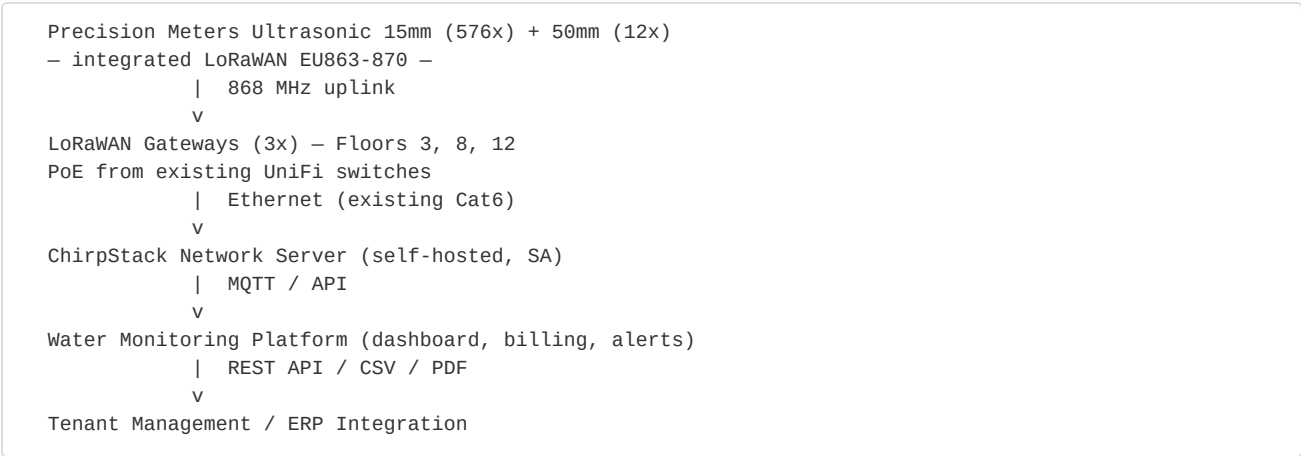 Precision Meters Ultrasonic 15mm (576x) + 50mm (12x)
— integrated LoRaWAN EU863-870 —
| 868 MHz uplink
v
LoRaWAN Gateways (3x) — Floors 3, 8, 12
PoE from existing UniFi switches
| Ethernet (existing Cat6)
v
ChirpStack Network Server (self-hosted, SA)
| MQTT / API
v
Water Monitoring Platform (dashboard, billing, alerts)
| REST API / CSV / PDF
v
Tenant Management / ERP Integration